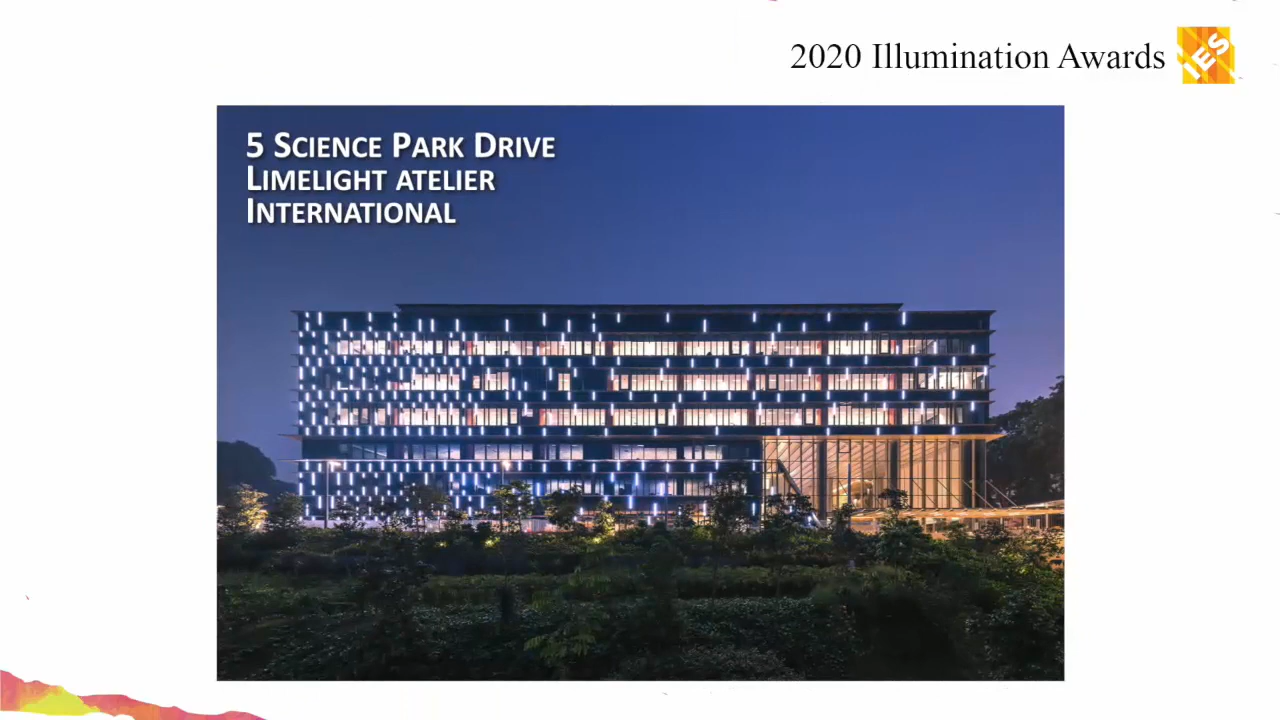 2020 Illumination Awards
IES
5 SCIENCE PARK DRIVE
LIMELIGHT ATELIER
INTERNATIONAL